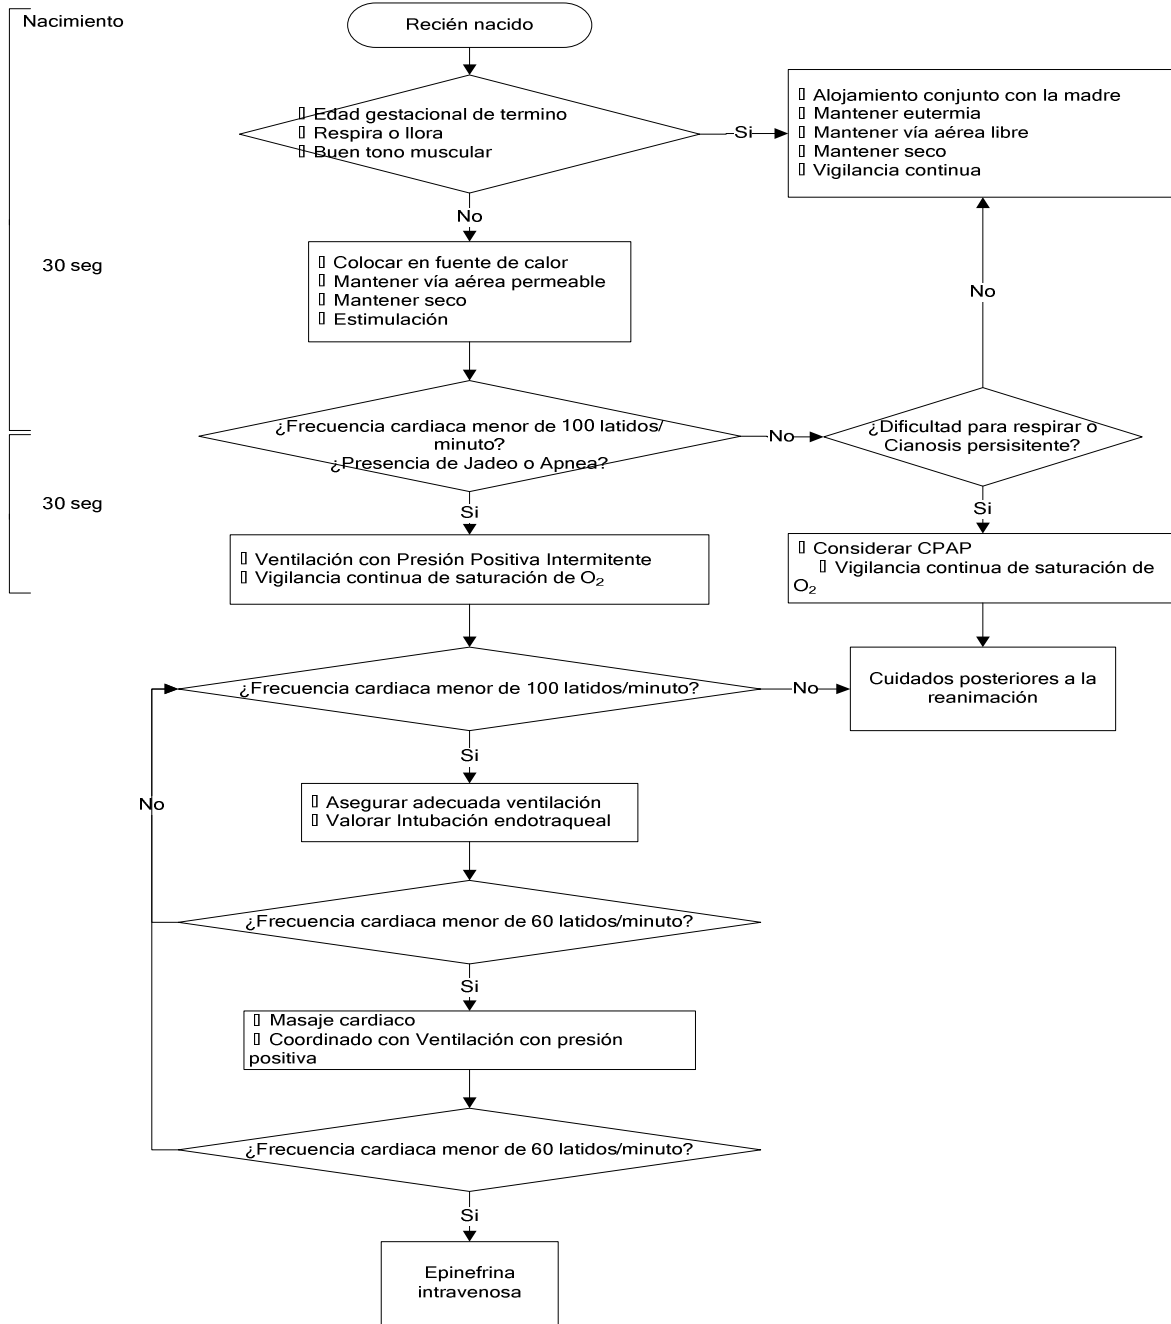 Nacimiento
Recién nacido
▯ Edad gestacional de termino
▯ Respira o llora
▯ Buen tono muscular
Si
▯ Alojamiento conjunto con la madre
▯ Mantener eutermia
▯ Mantener vía aérea libre
▯ Mantener seco
▯ Vigilancia continua
No
30 seg
▯ Colocar en fuente de calor
▯ Mantener vía aérea permeable
▯ Mantener seco
▯ Estimulación
No
¿Frecuencia cardiaca menor de 100 latidos/
minuto?
¿Presencia de Jadeo o Apnea?
No
¿Dificultad para respirar o
Cianosis persisitente?
30 seg
Si
Si
▯ Ventilación con Presión Positiva Intermitente
▯ Vigilancia continua de saturación de O₂
▯ Considerar CPAP
▯ Vigilancia continua de saturación de
O₂
¿Frecuencia cardiaca menor de 100 latidos/minuto?
No
Cuidados posteriores a la
reanimación
Si
▯ Asegurar adecuada ventilación
▯ Valorar Intubación endotraqueal
No
¿Frecuencia cardiaca menor de 60 latidos/minuto?
Si
▯ Masaje cardiaco
▯ Coordinado con Ventilación con presión
positiva
¿Frecuencia cardiaca menor de 60 latidos/minuto?
Si
Epinefrina
intravenosa